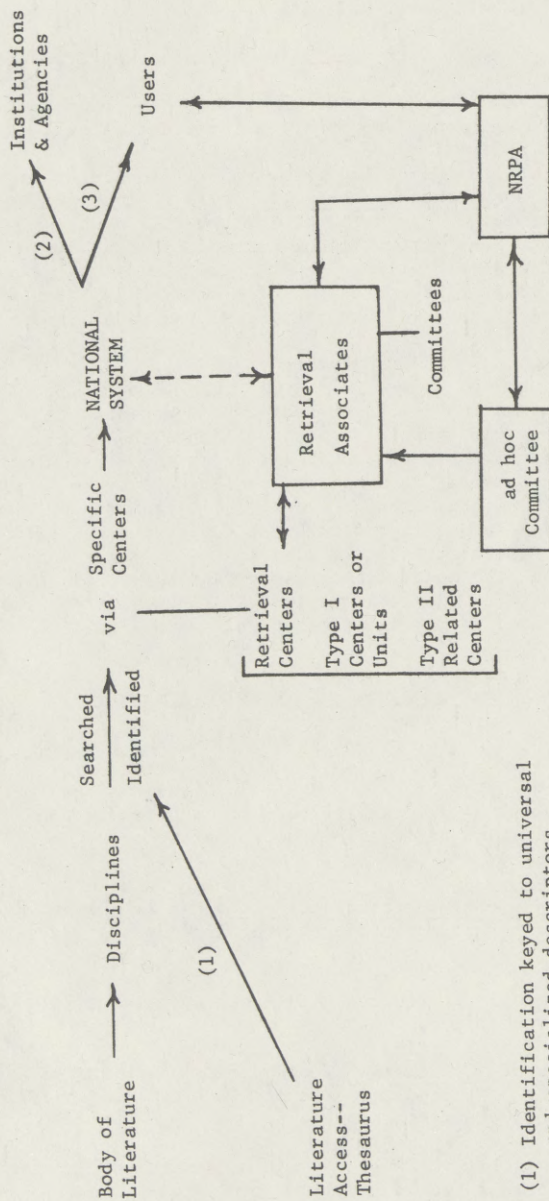 Body of
Literature
Disciplines
Searched
Identified
via
Specific
Centers
NATIONAL
SYSTEM
(2)
Institutions
& Agencies
(3)
Users
(1)
Literature
Access--
Thesaurus
Retrieval
Centers
Type I
Centers or
Units
Type II
Related
Centers
Retrieval
Associates
Committees
ad hoc
Committee
NRPA
(1) Identification keyed to universal
and specialized descriptors